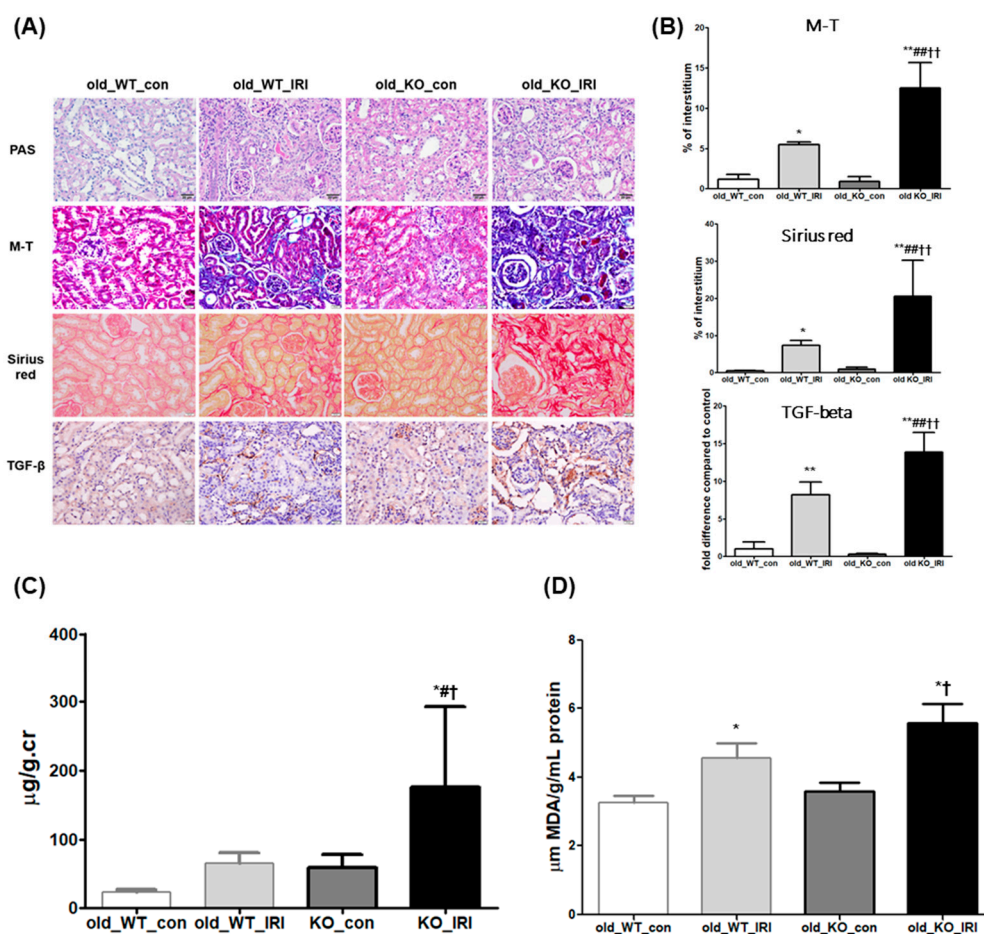 (A)
old_WT_con old_WT_IRI old_KO_con old_KO_IRI
PAS
M-T
Sirius
red
TGF-β
(B)
M-T
% of interstitium
15
10
5
0
*
**##††
old_WT_con old_WT_IRI old_KO_con old KO_IRI
Sirius red
% of interstitium
30
20
10
0
*
**##††
old_WT_con old_WT_IRI old_KO_con old KO_IRI
TGF-beta
fold difference compared to control
20
15
10
5
0
**
**##††
old_WT_con old_WT_IRI old_KO_con old KO_IRI
(C)
μg/g.cr
400
300
200
100
0
*#†
old_WT_con old_WT_IRI KO_con KO_IRI
(D)
μm MDA/g/mL protein
8
6
4
2
0
*
*†
old_WT_con old_WT_IRI old_KO_con old_KO_IRI